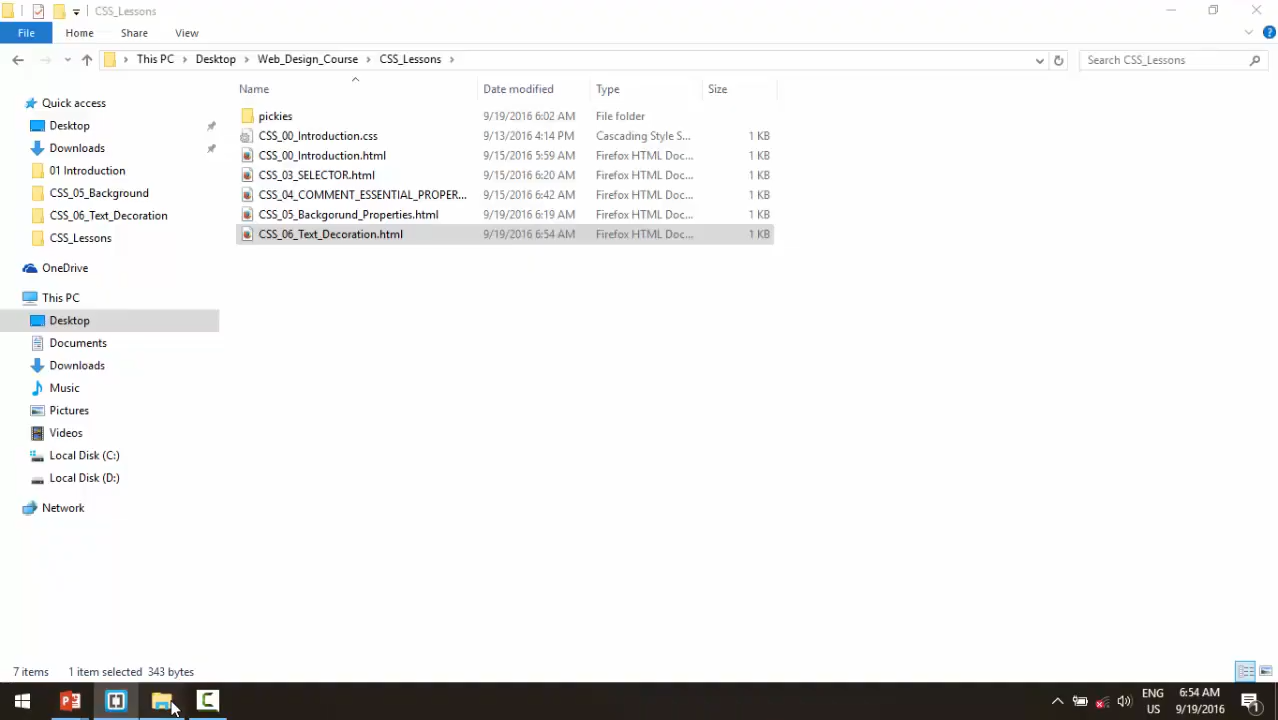 CSS_Lessons
File Home Share View
This PC Desktop Web_Design_Course CSS_Lessons
Search CSS_Lessons
Name Date modified Type Size
Quick access
Desktop
Downloads
01 Introduction
CSS_05_Background
CSS_06_Text_Decoration
CSS_Lessons
OneDrive
This PC
Desktop
Documents
Downloads
Music
Pictures
Videos
Local Disk (C:)
Local Disk (D:)
Network
pickies 9/19/2016 6:02 AM File folder
CSS_00_Introduction.css 9/13/2016 4:14 PM Cascading Style S... 1 KB
CSS_00_Introduction.html 9/15/2016 5:59 AM Firefox HTML Doc... 1 KB
CSS_03_SELECTOR.html 9/15/2016 6:20 AM Firefox HTML Doc... 1 KB
CSS_04_COMMENT_ESSENTIAL_PROPER... 9/15/2016 6:42 AM Firefox HTML Doc... 1 KB
CSS_05_Backgorund_Properties.html 9/19/2016 6:19 AM Firefox HTML Doc... 1 KB
CSS_06_Text_Decoration.html 9/19/2016 6:54 AM Firefox HTML Doc... 1 KB
7 items 1 item selected 343 bytes
ENG 6:54 AM
US 9/19/2016 1